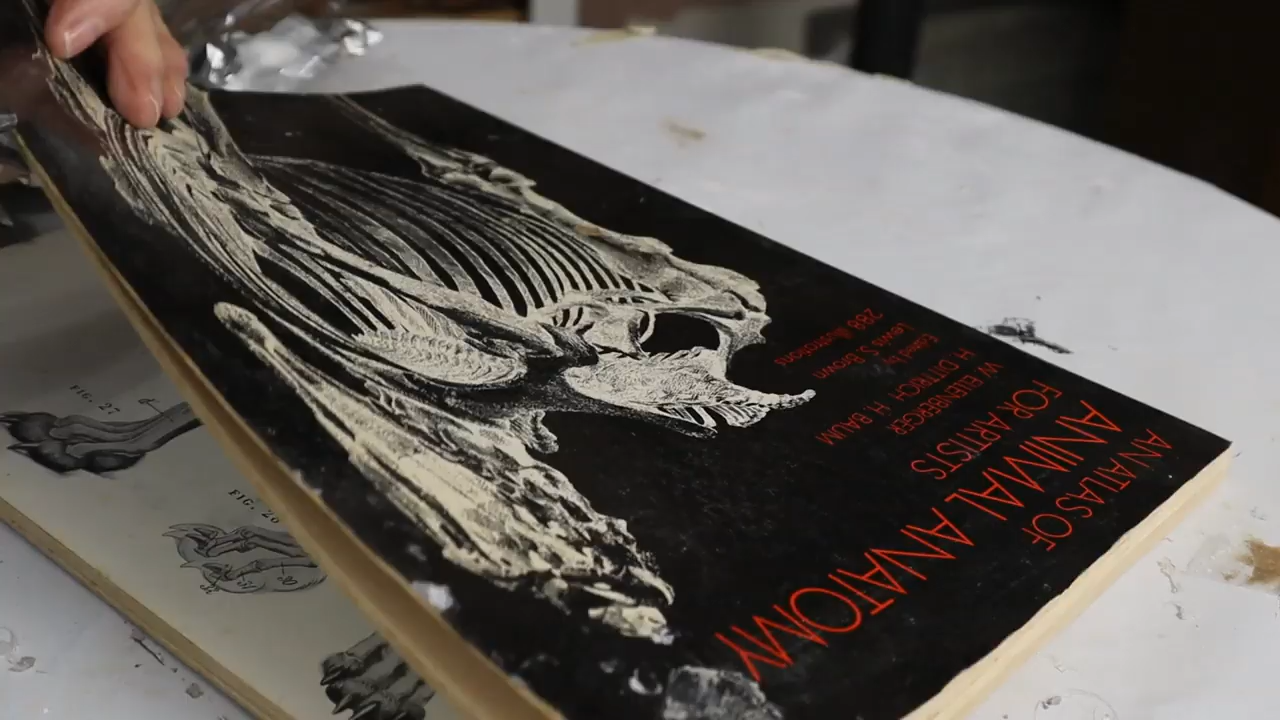 AN ATLAS OF
ANIMAL ANATOMY
FOR ARTISTS
W. ELLENBERGER
H. DITTRICH H. BAUM
Edited by
Lewis S. Brown
288 illustrations
FIG. 27
FIG. 26